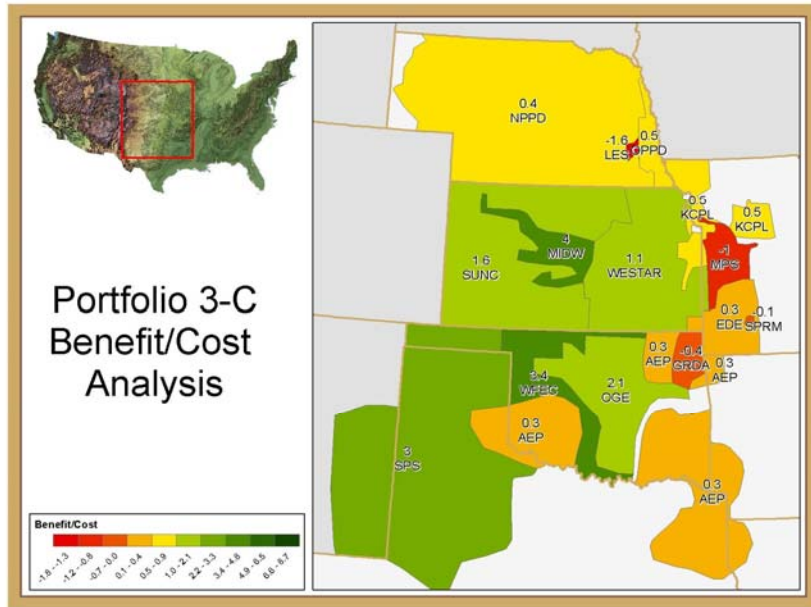 Portfolio 3-C
Benefit/Cost
Analysis
Benefit/Cost
-1.8 - -1.3
-1.2 - -0.8
-0.7 - 0.0
0.1 - 0.4
0.5 - 0.9
1.0 - 2.1
2.2 - 3.3
3.4 - 4.8
4.9 - 6.5
6.6 - 8.7
0.4
NPPD
-1.6
LES
0.5
OPPD
0.5
KCPL
0.5
KCPL
4
MIDW
1.6
SUNC
1.1
WESTAR
-1
MPS
0.3
EDE
-0.1
SPRM
0.3
AEP
-0.4
GRDA
0.3
AEP
3.4
WFEC
2.1
OGE
0.3
AEP
3
SPS
0.3
AEP